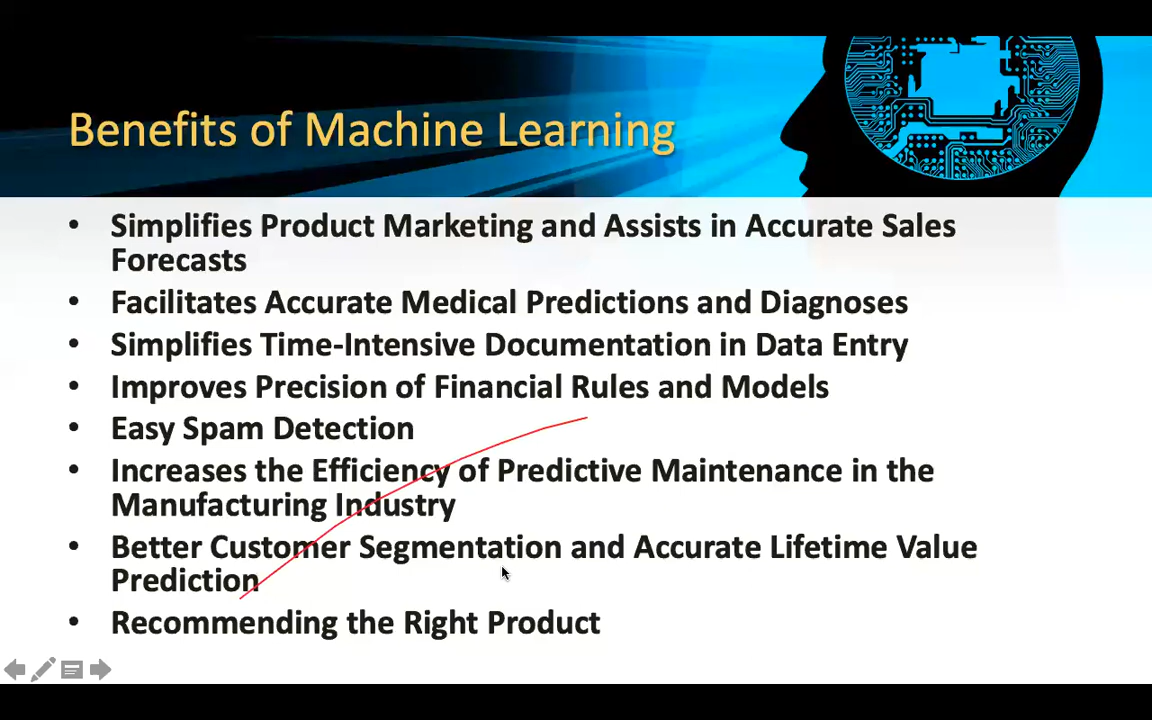 Benefits of Machine Learning
• Simplifies Product Marketing and Assists in Accurate Sales
Forecasts
• Facilitates Accurate Medical Predictions and Diagnoses
• Simplifies Time-Intensive Documentation in Data Entry
• Improves Precision of Financial Rules and Models
• Easy Spam Detection
• Increases the Efficiency of Predictive Maintenance in the
Manufacturing Industry
• Better Customer Segmentation and Accurate Lifetime Value
Prediction
• Recommending the Right Product